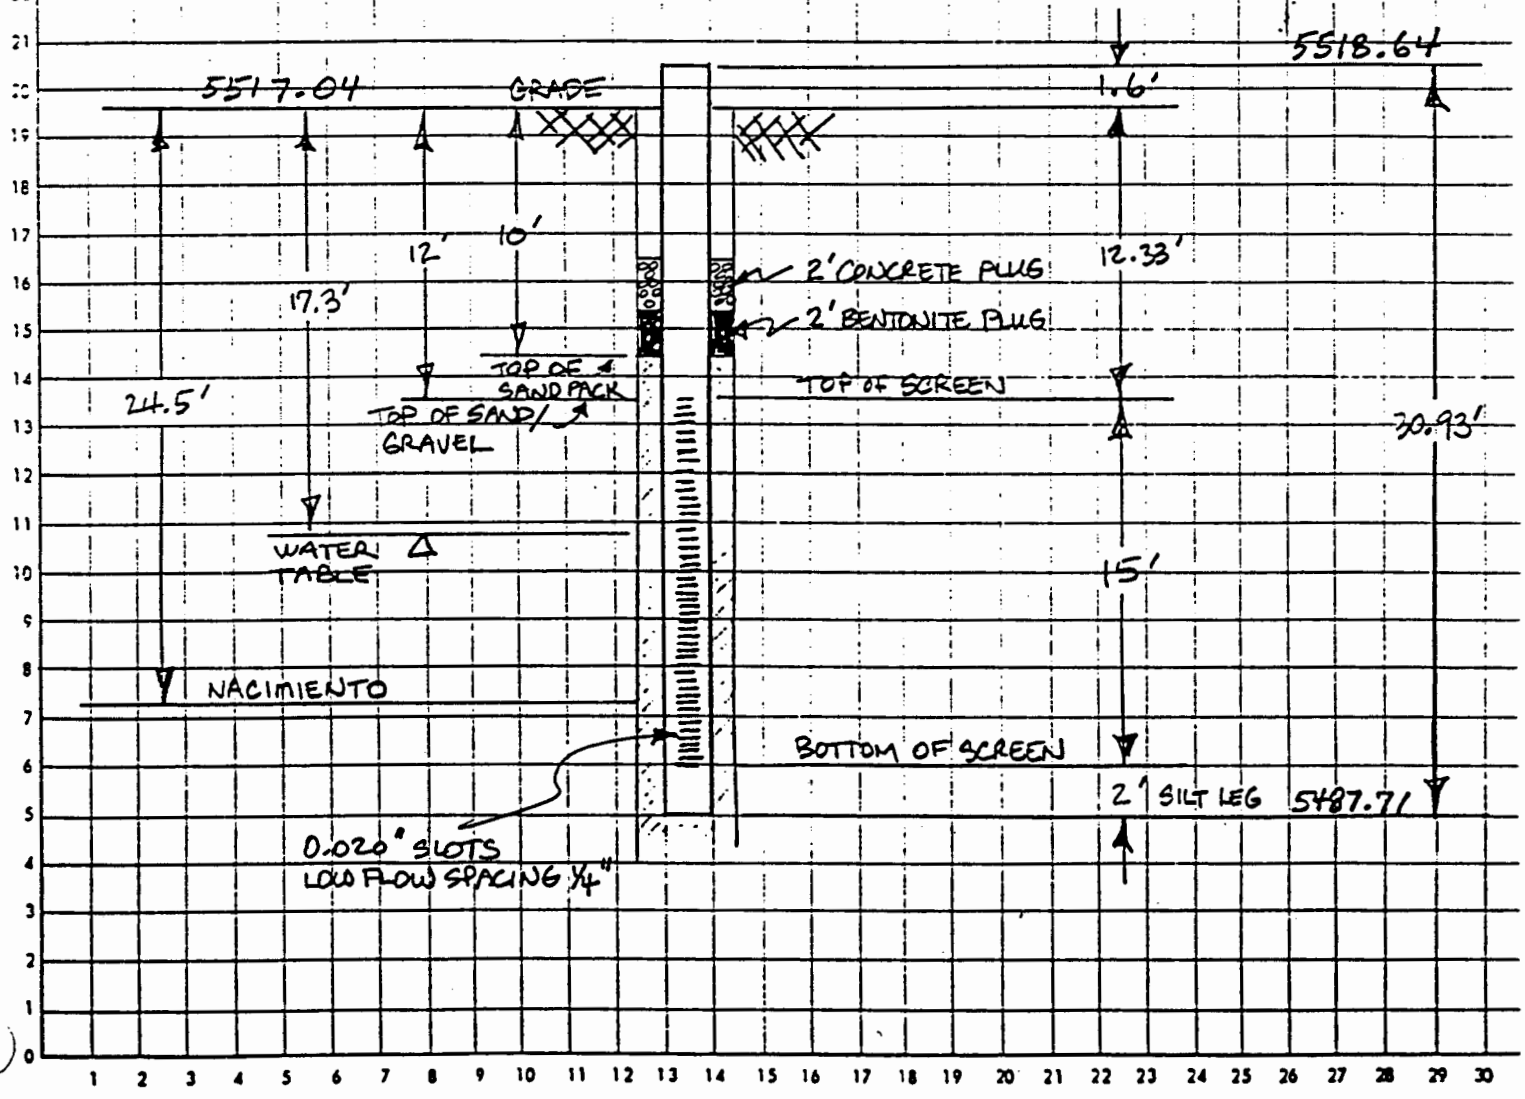 21
5518.64
5517.04
GRADE
1.6'
20
19
18
17
12'
10'
12.33'
2' CONCRETE PLUG
16
17.3'
2' BENTONITE PLUG
15
TOP OF
SANDPACK
14
TOP OF SCREEN
24.5'
TOP OF SAND/
GRAVEL
13
30.93'
12
11
WATER
TABLE
10
15'
9
8
NACIMIENTO
7
BOTTOM OF SCREEN
6
2' SILT LEG 5487.71
5
0.020" SLOTS
LOW FLOW SPACING 1/4"
4
3
2
1
0
1 2 3 4 5 6 7 8 9 10 11 12 13 14 15 16 17 18 19 20 21 22 23 24 25 26 27 28 29 30